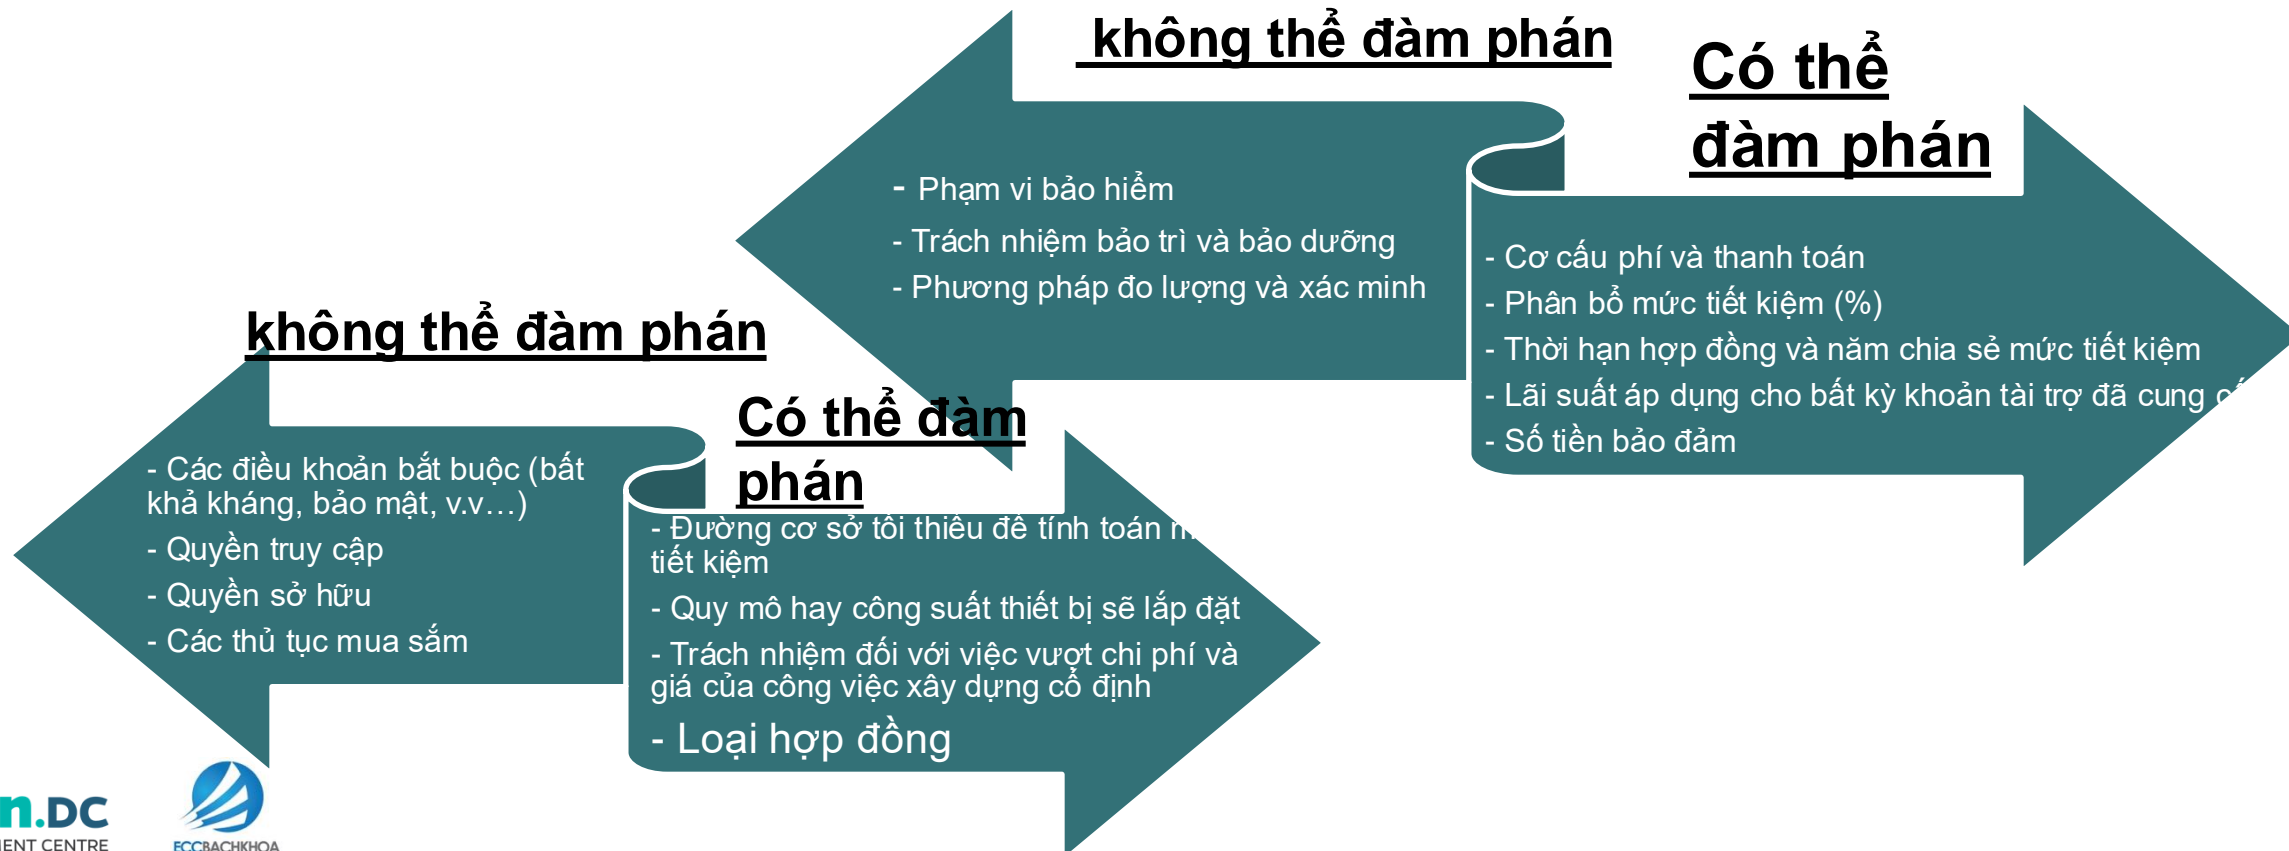 không thể đàm phán
- Phạm vi bảo hiểm
- Trách nhiệm bảo trì và bảo dưỡng
- Phương pháp đo lượng và xác minh
Có thể
đàm phán
- Cơ cấu phí và thanh toán
- Phân bổ mức tiết kiệm (%)
- Thời hạn hợp đồng và năm chia sẻ mức tiết kiệm
- Lãi suất áp dụng cho bất kỳ khoản tài trợ đã cung
- Số tiền bảo đảm
không thể đàm phán
- Các điều khoản bắt buộc (bất
khả kháng, bảo mật, v.v…)
- Quyền truy cập
- Quyền sở hữu
- Các thủ tục mua sắm
Có thể đàm
phán
- Đường cơ sở tối thiểu để tính toán
tiết kiệm
- Quy mô hay công suất thiết bị sẽ lắp đặt
- Trách nhiệm đối với việc vượt chi phí và
giá của công việc xây dựng cố định
- Loại hợp đồng
n.DC
MENT CENTRE
ECCBACHKHOA